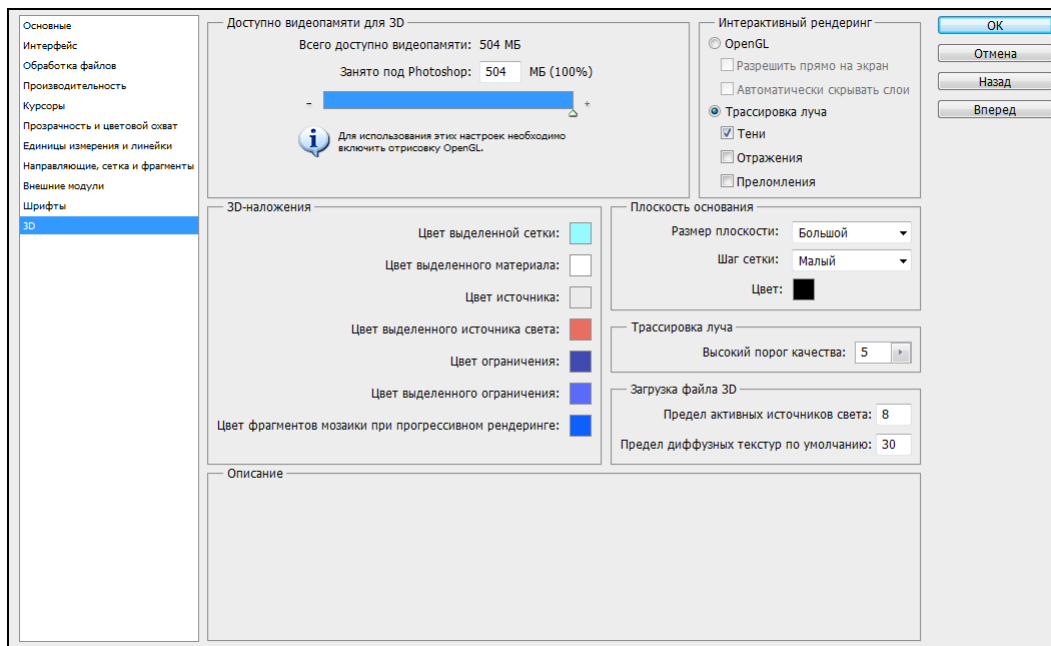 Основные
Интерфейс
Обработка файлов
Производительность
Курсоры
Прозрачность и цветовой охват
Единицы измерения и линейки
Направляющие, сетка и фрагменты
Внешние модули
Шрифты
3D
Доступно видеопамяти для 3D
Всего доступно видеопамяти: 504 МБ
Занято под Photoshop: 504 МБ (100%)
- +
Для использования этих настроек необходимо
включить отрисовку OpenGL.
Интерактивный рендеринг
OpenGL
Разрешить прямо на экран
Автоматически скрывать слои
Трассировка луча
Тени
Отражения
Преломления
OK
Отмена
Назад
Вперед
3D-наложения
Цвет выделенной сетки:
Цвет выделенного материала:
Цвет источника:
Цвет выделенного источника света:
Цвет ограничения:
Цвет выделенного ограничения:
Цвет фрагментов мозаики при прогрессивном рендеринге:
Плоскость основания
Размер плоскости: Большой
Шаг сетки: Малый
Цвет:
Трассировка луча
Высокий порог качества: 5
Загрузка файла 3D
Предел активных источников света: 8
Предел диффузных текстур по умолчанию: 30
Описание